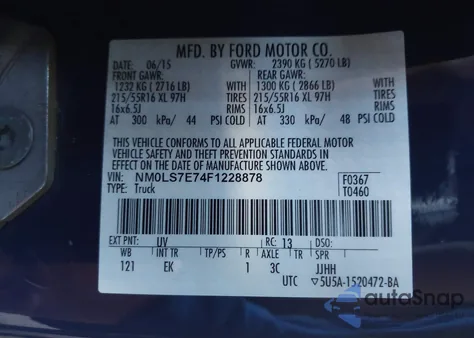 MFD. BY FORD MOTOR CO.
DATE: 06/15 GVWR: 2390 KG ( 5270 LB)
FRONT GAWR: REAR GAWR:
1232 KG ( 2716 LB) WITH 1300 KG ( 2866 LB) WITH
215/55R16 XL 97H TIRES 215/55R16 XL 97H TIRES
16x6.5J RIMS 16x6.5J RIMS
AT 300 kPa/ 44 PSI COLD AT 330 kPa/ 48 PSI COLD
THIS VEHICLE CONFORMS TO ALL APPLICABLE FEDERAL MOTOR
VEHICLE SAFETY AND THEFT PREVENTION STANDARDS IN
EFFECT ON THE DATE OF MANUFACTURE SHOWN ABOVE.
VIN: NM0LS7E74F1228878 F0367
TYPE: Truck T0460
EXT PNT: UV RC: 13 DSO:
WB INT TR TP/PS R AXLE TR SPR
121 EK 1 3C JJHH
UTC ▽5U5A-1520472-BA
autoSnap